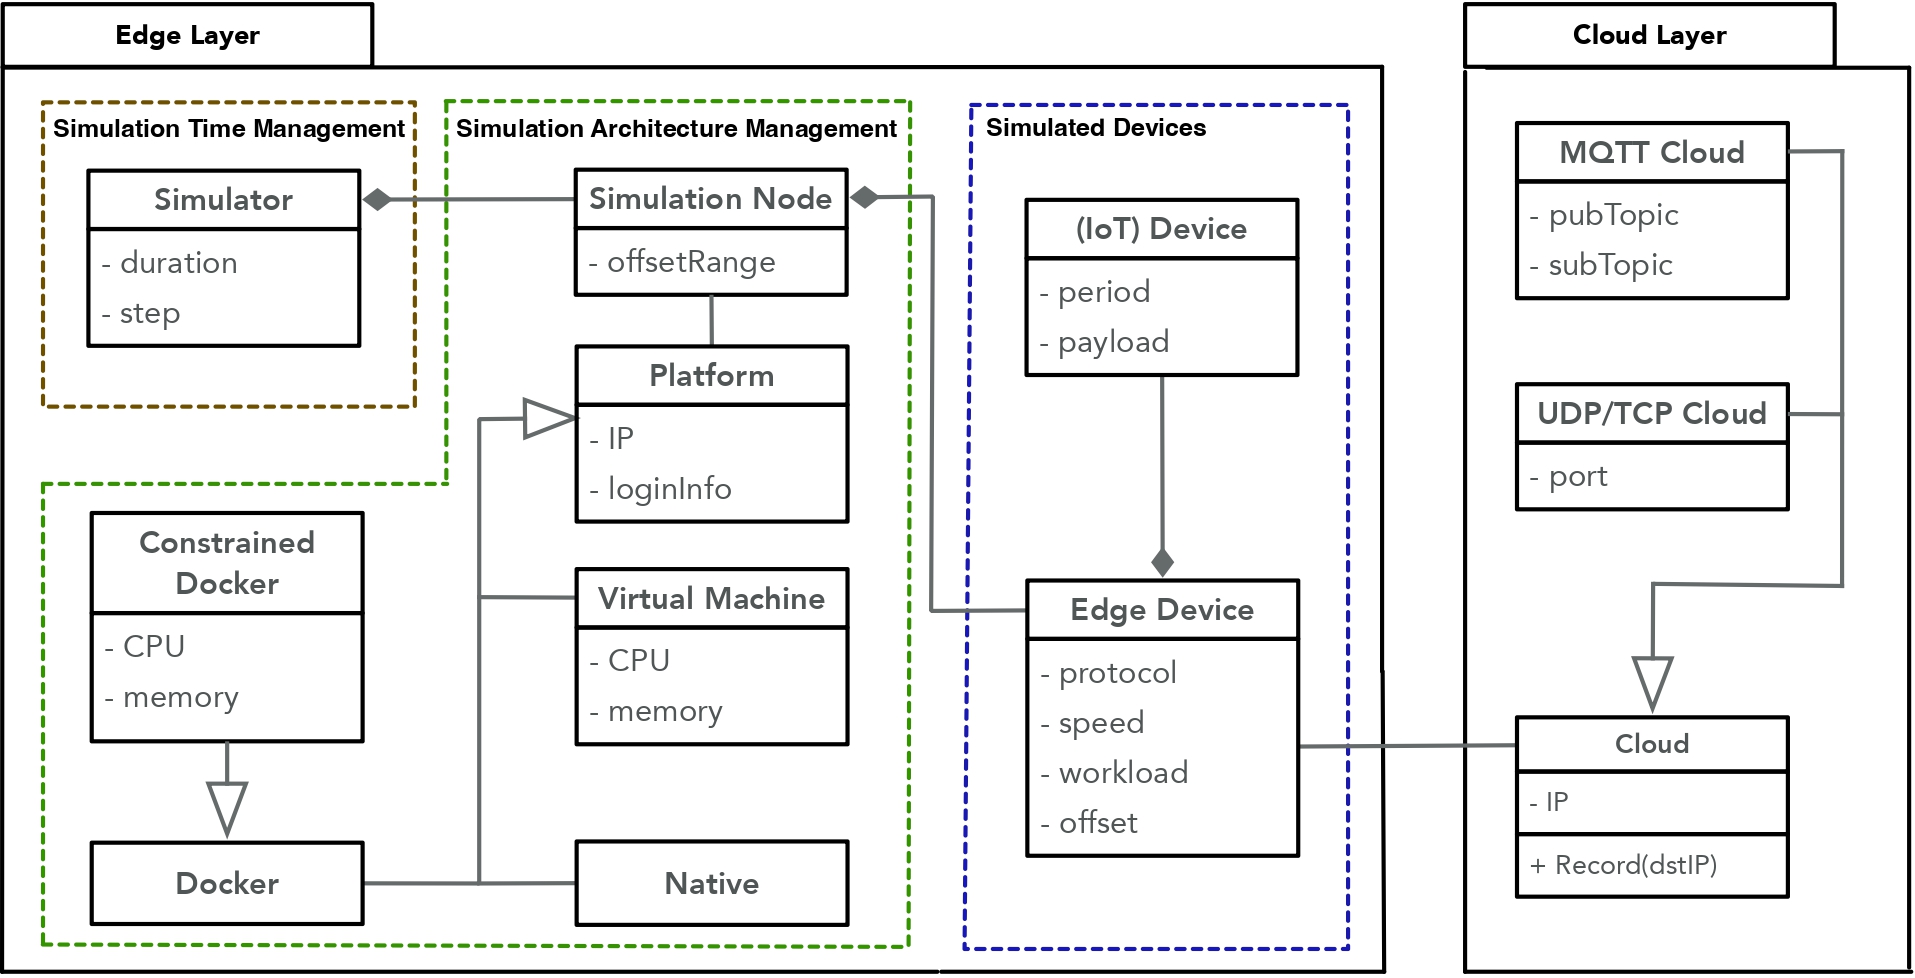 Edge Layer
Simulation Time Management
Simulator
- duration
- step
Simulation Architecture Management
Simulation Node
- offsetRange
Platform
- IP
- loginInfo
Constrained
Docker
- CPU
- memory
Virtual Machine
- CPU
- memory
Docker
Native
Simulated Devices
(IoT) Device
- period
- payload
Edge Device
- protocol
- speed
- workload
- offset
Cloud Layer
MQTT Cloud
- pubTopic
- subTopic
UDP/TCP Cloud
- port
Cloud
- IP
+ Record(dstIP)